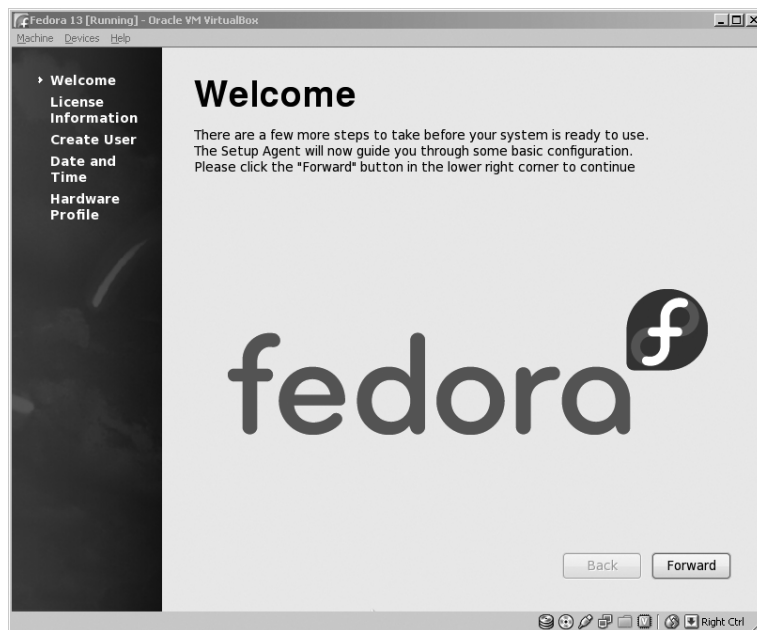 Fedora 13 [Running] - Oracle VM VirtualBox
Machine Devices Help
Welcome
License
Information
Create User
Date and
Time
Hardware
Profile
Welcome
There are a few more steps to take before your system is ready to use.
The Setup Agent will now guide you through some basic configuration.
Please click the "Forward" button in the lower right corner to continue
fedora
Back Forward
Right Ctrl